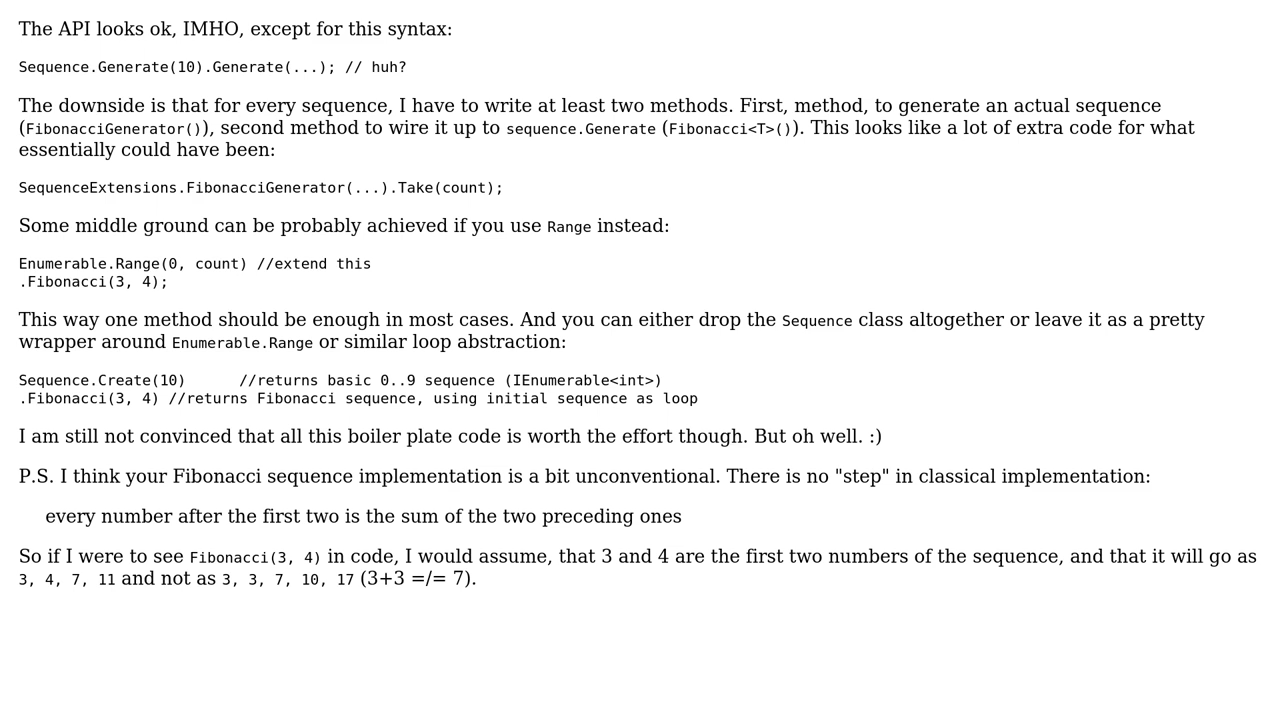 The API looks ok, IMHO, except for this syntax:
Sequence.Generate(10).Generate(...); // huh?
The downside is that for every sequence, I have to write at least two methods. First, method, to generate an actual sequence
(FibonacciGenerator()), second method to wire it up to sequence.Generate (Fibonacci<T>()). This looks like a lot of extra code for what
essentially could have been:
SequenceExtensions.FibonacciGenerator(...).Take(count);
Some middle ground can be probably achieved if you use Range instead:
Enumerable.Range(0, count) //extend this
.Fibonacci(3, 4);
This way one method should be enough in most cases. And you can either drop the Sequence class altogether or leave it as a pretty
wrapper around Enumerable.Range or similar loop abstraction:
Sequence.Create(10)      //returns basic 0..9 sequence (IEnumerable<int>)
.Fibonacci(3, 4) //returns Fibonacci sequence, using initial sequence as loop
I am still not convinced that all this boiler plate code is worth the effort though. But oh well. :)
P.S. I think your Fibonacci sequence implementation is a bit unconventional. There is no "step" in classical implementation:
every number after the first two is the sum of the two preceding ones
So if I were to see Fibonacci(3, 4) in code, I would assume, that 3 and 4 are the first two numbers of the sequence, and that it will go as
3, 4, 7, 11 and not as 3, 3, 7, 10, 17 (3+3 =/= 7).